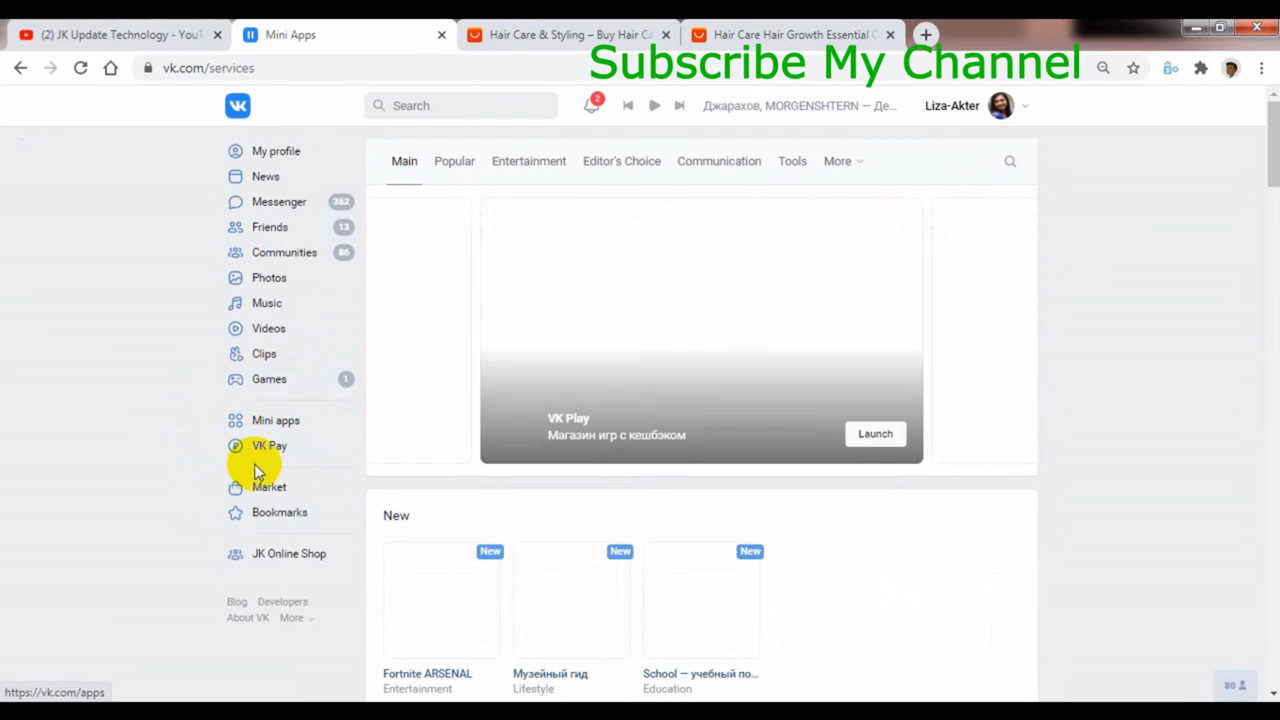 (2) JK Update Technology - YouT
Mini Apps
Hair Care & Styling – Buy Hair Ca
Hair Care Hair Growth Essential O
Subscribe My Channel
vk.com/services
Search
2
Джарахов, MORGENSHTERN — Де...
Liza-Akter
My profile
News
Messenger 362
Friends 13
Communities 86
Photos
Music
Videos
Clips
Games 1
Mini apps
VK Pay
Market
Bookmarks
JK Online Shop
Blog Developers
About VK More
Main Popular Entertainment Editor's Choice Communication Tools More
VK Play
Магазин игр с кешбэком
Launch
New
New
New
New
Fortnite ARSENAL
Entertainment
Музейный гид
Lifestyle
School — учебный по...
Education
https://vk.com/apps
80